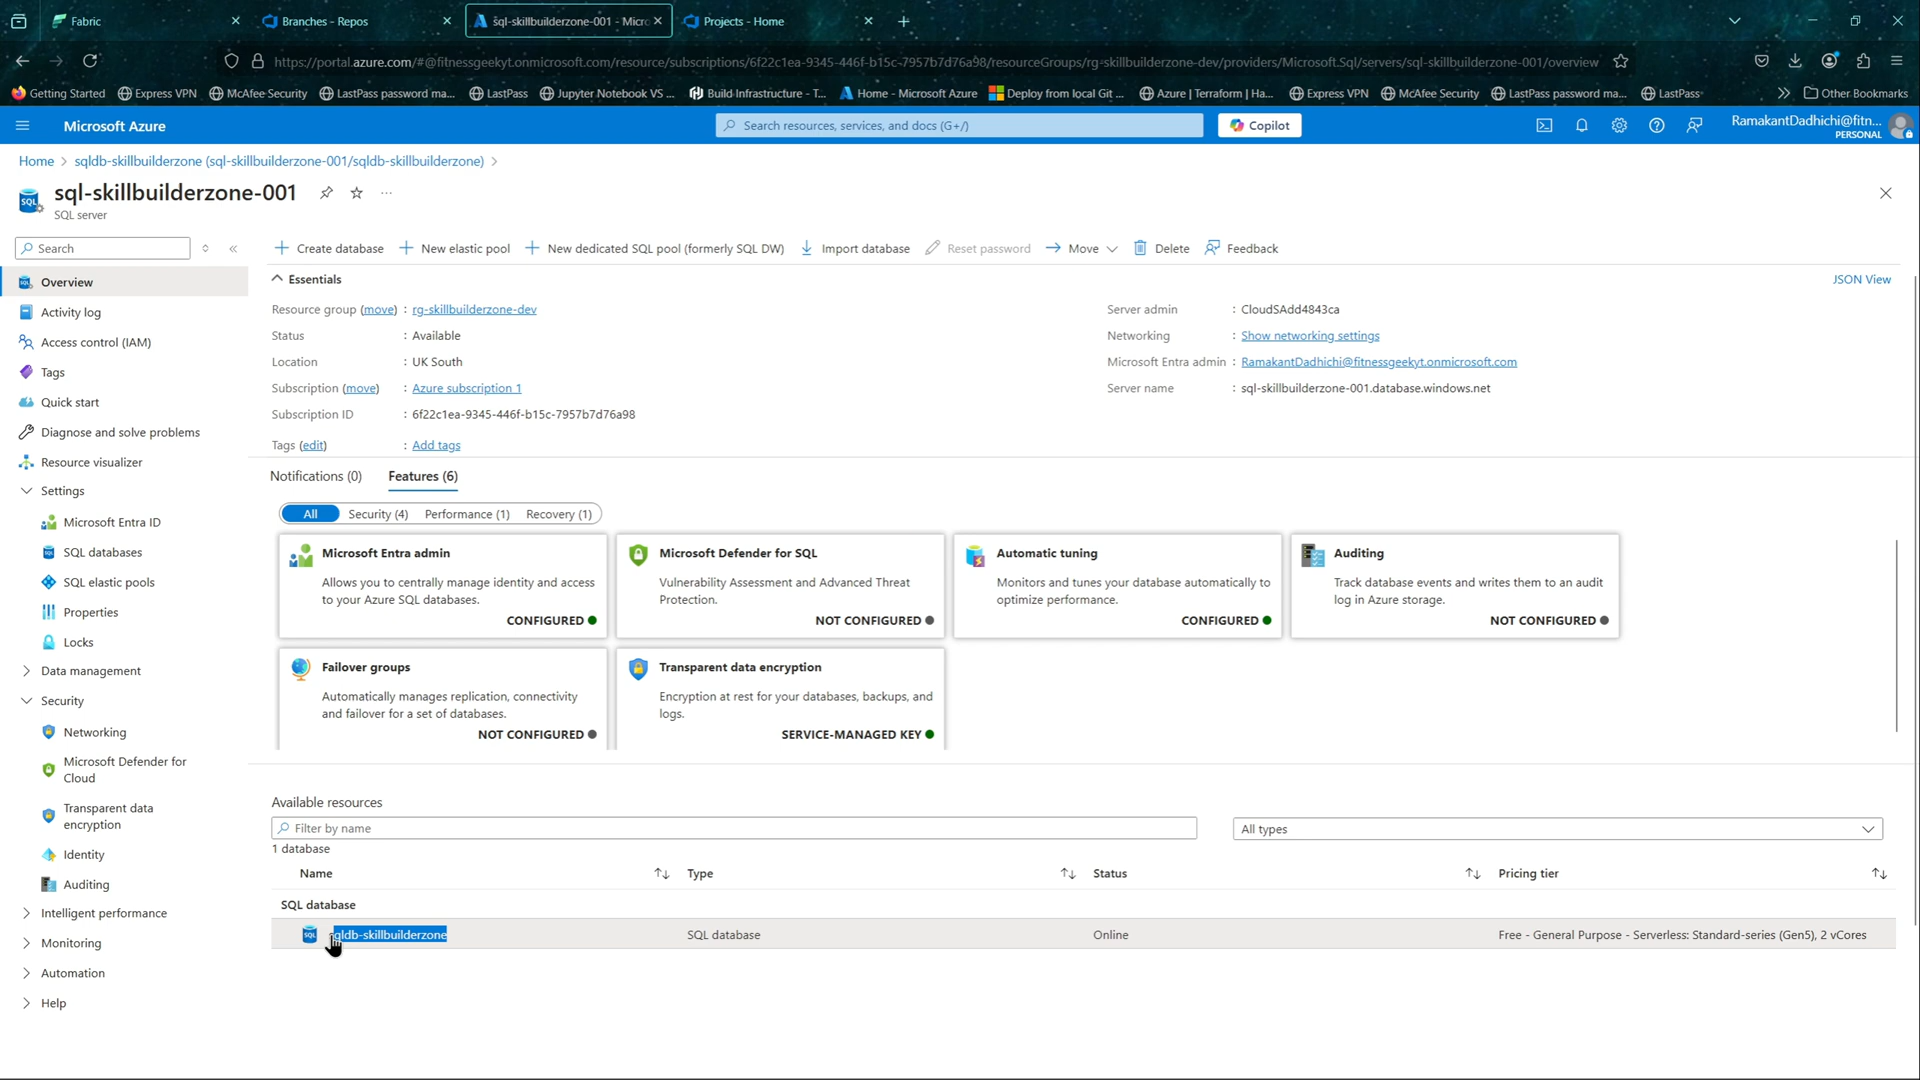 Fabric
Branches - Repos
sql-skillbuilderzone-001 - Micr
Projects - Home
https://portal.azure.com/#@fitnessgeekyt.onmicrosoft.com/resource/subscriptions/6f22c1ea-9345-446f-b15c-7957b7d76a98/resourceGroups/rg-skillbuilderzone-dev/providers/Microsoft.Sql/servers/sql-skillbuilderzone-001/overview
Getting Started Express VPN McAfee Security LastPass password ma... LastPass Jupyter Notebook VS ... Build Infrastructure - T... Home - Microsoft Azure Deploy from local Git ... Azure | Terraform | Ha... Express VPN McAfee Security LastPass password ma... LastPass Other Bookmarks
Microsoft Azure
Search resources, services, and docs (G+/)
Copilot
RamakantDadhichi@fitn...
PERSONAL
Home > sqldb-skillbuilderzone (sql-skillbuilderzone-001/sqldb-skillbuilderzone) >
sql-skillbuilderzone-001
SQL server
Search
Overview
Activity log
Access control (IAM)
Tags
Quick start
Diagnose and solve problems
Resource visualizer
Settings
Microsoft Entra ID
SQL databases
SQL elastic pools
Properties
Locks
Data management
Security
Networking
Microsoft Defender for
Cloud
Transparent data
encryption
Identity
Auditing
Intelligent performance
Monitoring
Automation
Help
Create database New elastic pool New dedicated SQL pool (formerly SQL DW) Import database Reset password Move Delete Feedback
Essentials
JSON View
Resource group (move) : rg-skillbuilderzone-dev
Status : Available
Location : UK South
Subscription (move) : Azure subscription 1
Subscription ID : 6f22c1ea-9345-446f-b15c-7957b7d76a98
Tags (edit) : Add tags
Server admin : CloudSAdd4843ca
Networking : Show networking settings
Microsoft Entra admin : RamakantDadhichi@fitnessgeekyt.onmicrosoft.com
Server name : sql-skillbuilderzone-001.database.windows.net
Notifications (0) Features (6)
All Security (4) Performance (1) Recovery (1)
Microsoft Entra admin
Allows you to centrally manage identity and access
to your Azure SQL databases.
CONFIGURED
Microsoft Defender for SQL
Vulnerability Assessment and Advanced Threat
Protection.
NOT CONFIGURED
Automatic tuning
Monitors and tunes your database automatically to
optimize performance.
CONFIGURED
Auditing
Track database events and writes them to an audit
log in Azure storage.
NOT CONFIGURED
Failover groups
Automatically manages replication, connectivity
and failover for a set of databases.
NOT CONFIGURED
Transparent data encryption
Encryption at rest for your databases, backups, and
logs.
SERVICE-MANAGED KEY
Available resources
Filter by name
All types
1 database
Name Type Status Pricing tier
SQL database
sqldb-skillbuilderzone SQL database Online Free - General Purpose - Serverless: Standard-series (Gen5), 2 vCores